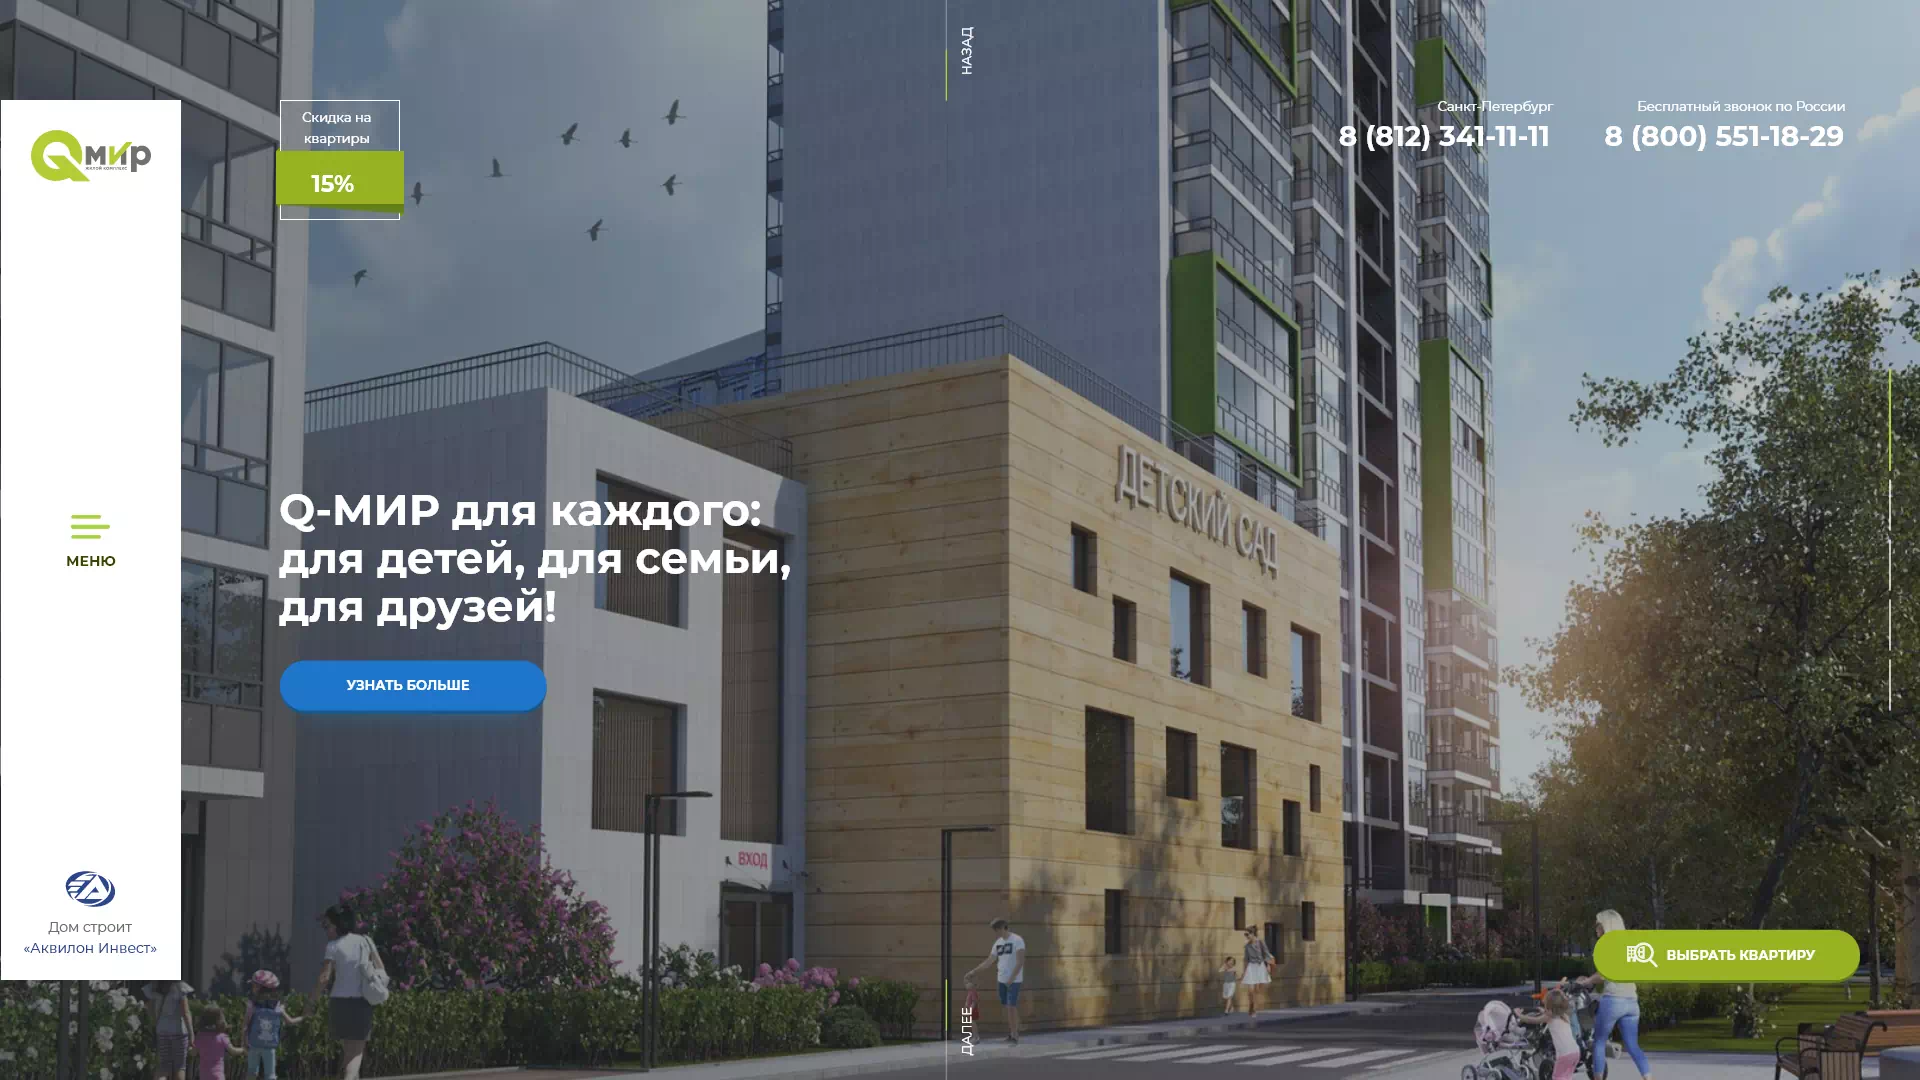 НАЗАД
Qмир
жилой комплекс
Скидка на
квартиры
15%
Санкт-Петербург
8 (812) 341-11-11
Бесплатный звонок по России
8 (800) 551-18-29
ДЕТСКИЙ САД
Q-МИР для каждого:
для детей, для семьи,
для друзей!
МЕНЮ
УЗНАТЬ БОЛЬШЕ
ВХОД
Дом строит
«Аквилон Инвест»
ВЫБРАТЬ КВАРТИРУ
ДАЛЕЕ